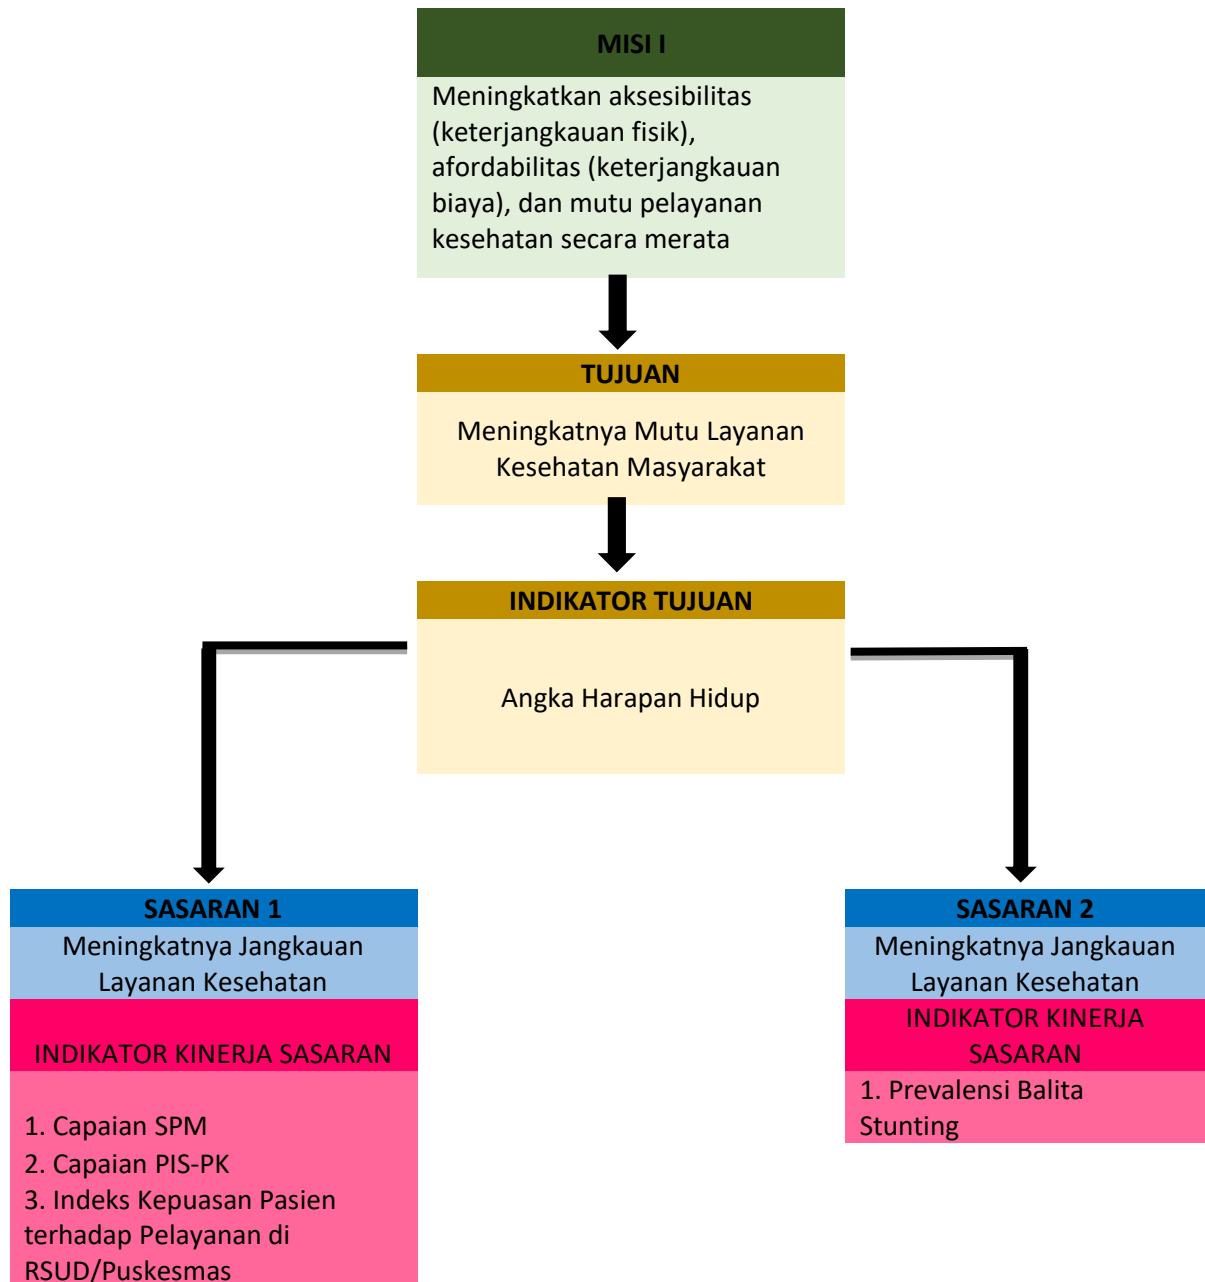 MISI I
Meningkatkan aksesibilitas
(keterjangkauan fisik),
afordabilitas (keterjangkauan
biaya), dan mutu pelayanan
kesehatan secara merata
TUJUAN
Meningkatnya Mutu Layanan
Kesehatan Masyarakat
INDIKATOR TUJUAN
Angka Harapan Hidup
SASARAN 1
Meningkatnya Jangkauan
Layanan Kesehatan
INDIKATOR KINERJA SASARAN
1. Capaian SPM
2. Capaian PIS-PK
3. Indeks Kepuasan Pasien
terhadap Pelayanan di
RSUD/Puskesmas
SASARAN 2
Meningkatnya Jangkauan
Layanan Kesehatan
INDIKATOR KINERJA
SASARAN
1. Prevalensi Balita
Stunting